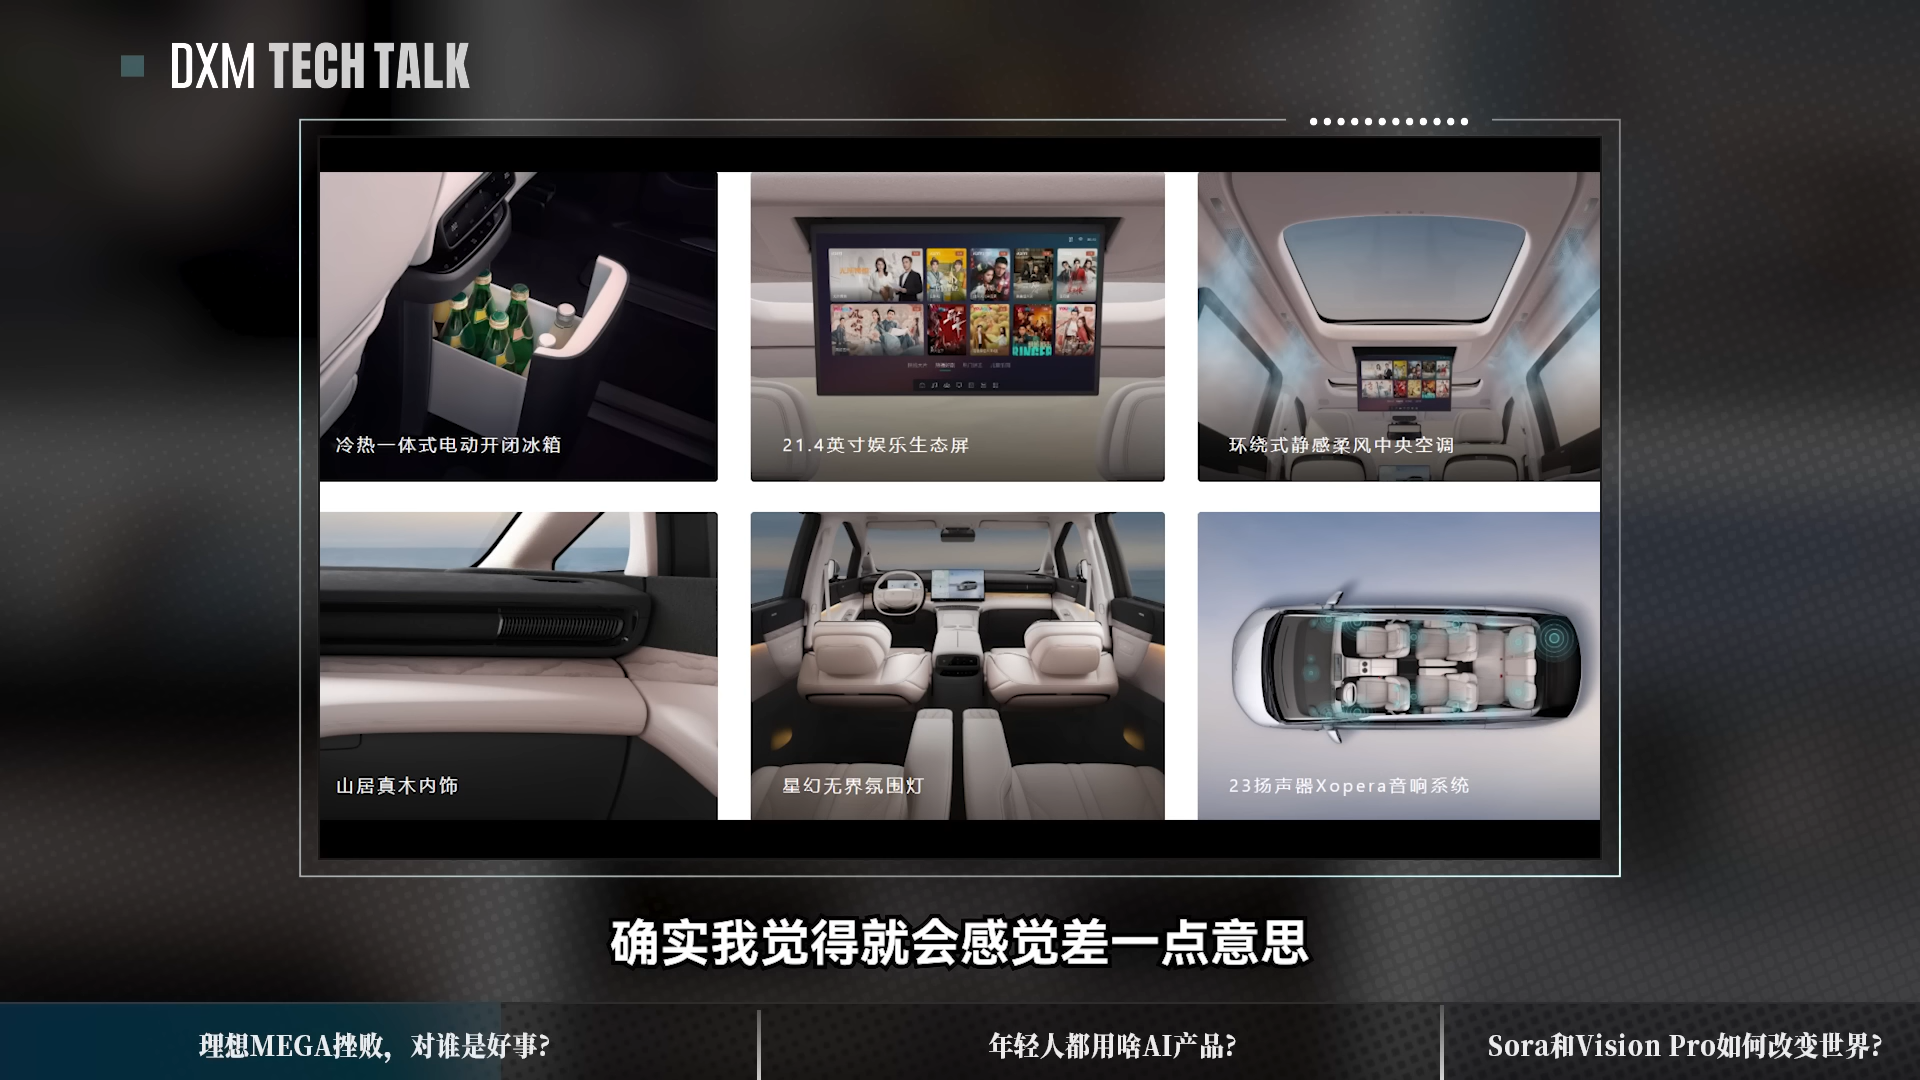 DXM TECH TALK
冷热一体式电动开闭冰箱
21.4英寸娱乐生态屏
环绕式静感柔风中央空调
山居真木内饰
星幻无界氛围灯
23扬声器Xopera音响系统
确实我觉得就会感觉差一点意思
理想MEGA挫败，对谁是好事?
年轻人都用啥AI产品?
Sora和Vision Pro如何改变世界?